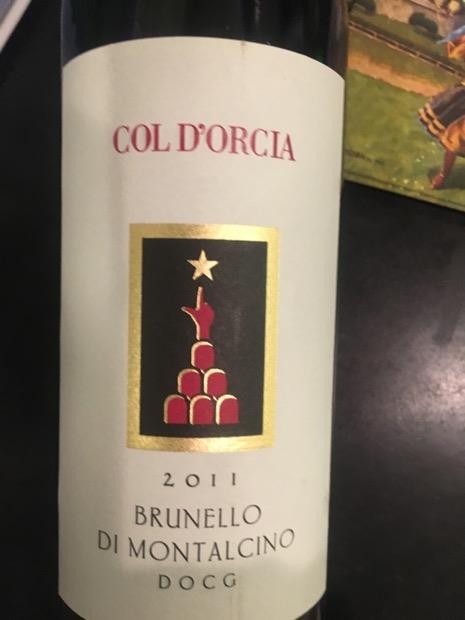 COL D'ORCIA
2011
BRUNELLO
DI MONTALCINO
DOCG